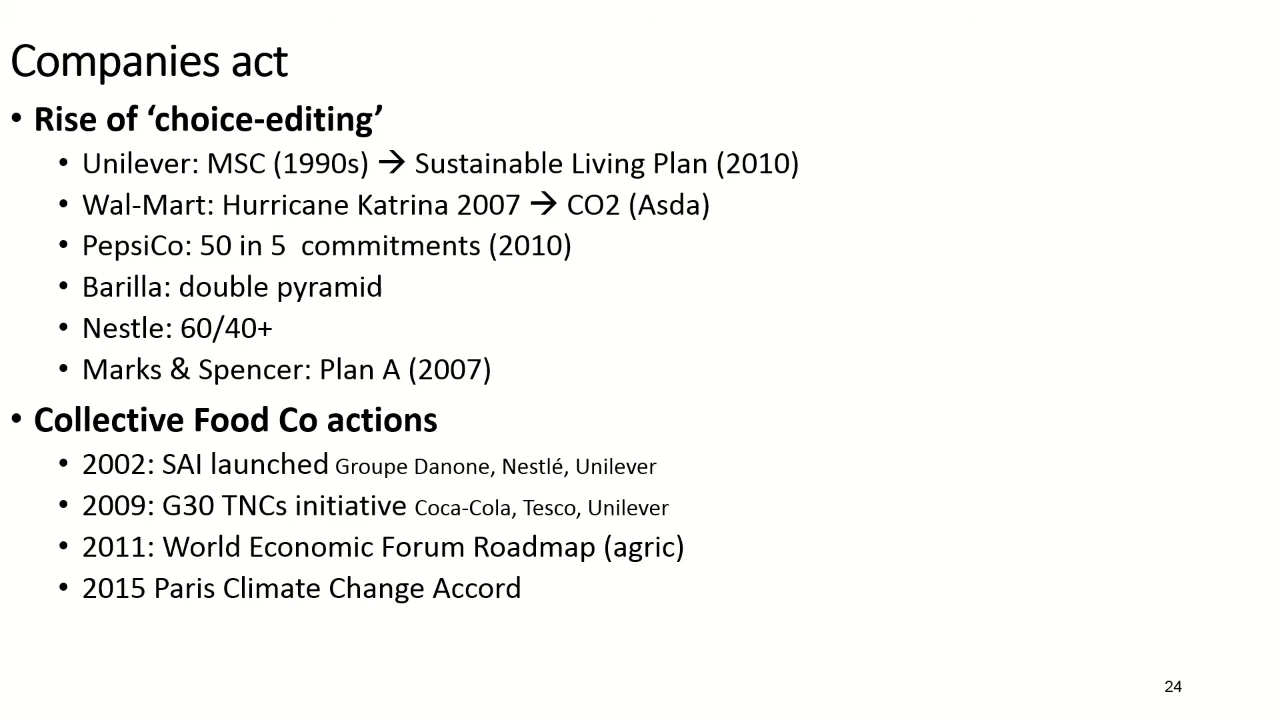 Companies act
• Rise of ‘choice-editing’
• Unilever: MSC (1990s) → Sustainable Living Plan (2010)
• Wal-Mart: Hurricane Katrina 2007 → CO2 (Asda)
• PepsiCo: 50 in 5  commitments (2010)
• Barilla: double pyramid
• Nestle: 60/40+
• Marks & Spencer: Plan A (2007)
• Collective Food Co actions
• 2002: SAI launched Groupe Danone, Nestlé, Unilever
• 2009: G30 TNCs initiative Coca-Cola, Tesco, Unilever
• 2011: World Economic Forum Roadmap (agric)
• 2015 Paris Climate Change Accord
24